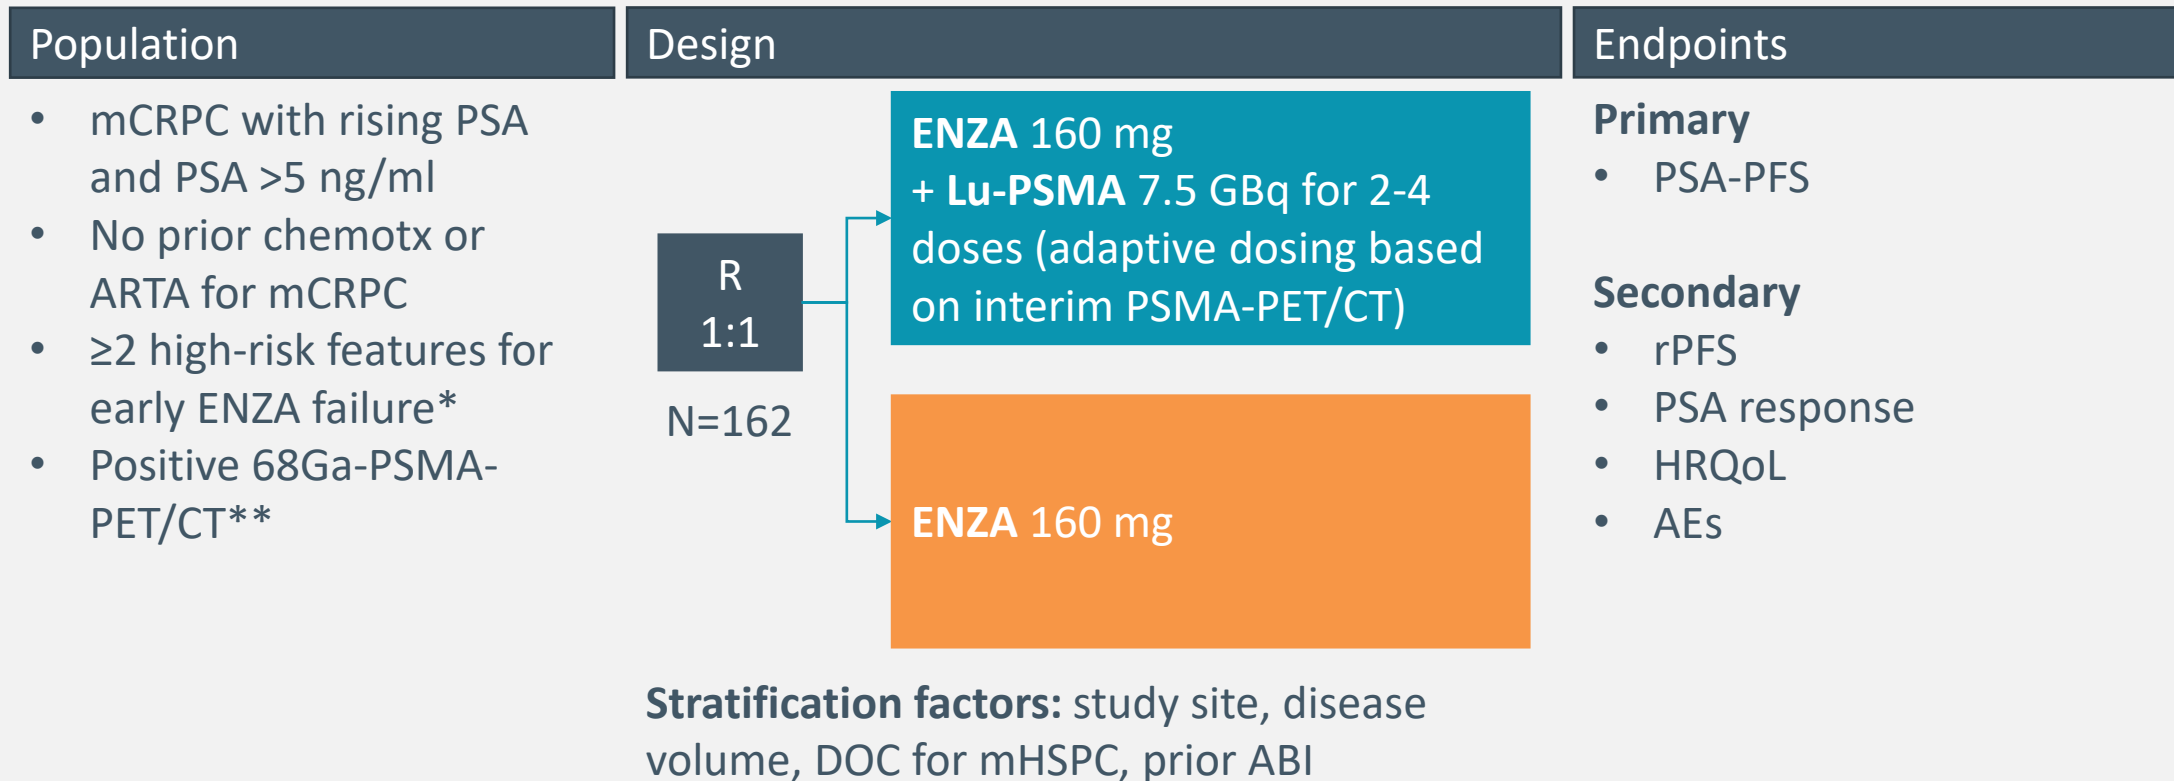 Population
• mCRPC with rising PSA
and PSA >5 ng/ml
• No prior chemotx or
ARTA for mCRPC
• ≥2 high-risk features for
early ENZA failure*
• Positive 68Ga-PSMA-
PET/CT**
Design
R
1:1
N=162
ENZA 160 mg
+ Lu-PSMA 7.5 GBq for 2-4
doses (adaptive dosing based
on interim PSMA-PET/CT)
ENZA 160 mg
Stratification factors: study site, disease
volume, DOC for mHSPC, prior ABI
Endpoints
Primary
• PSA-PFS
Secondary
• rPFS
• PSA response
• HRQoL
• AEs